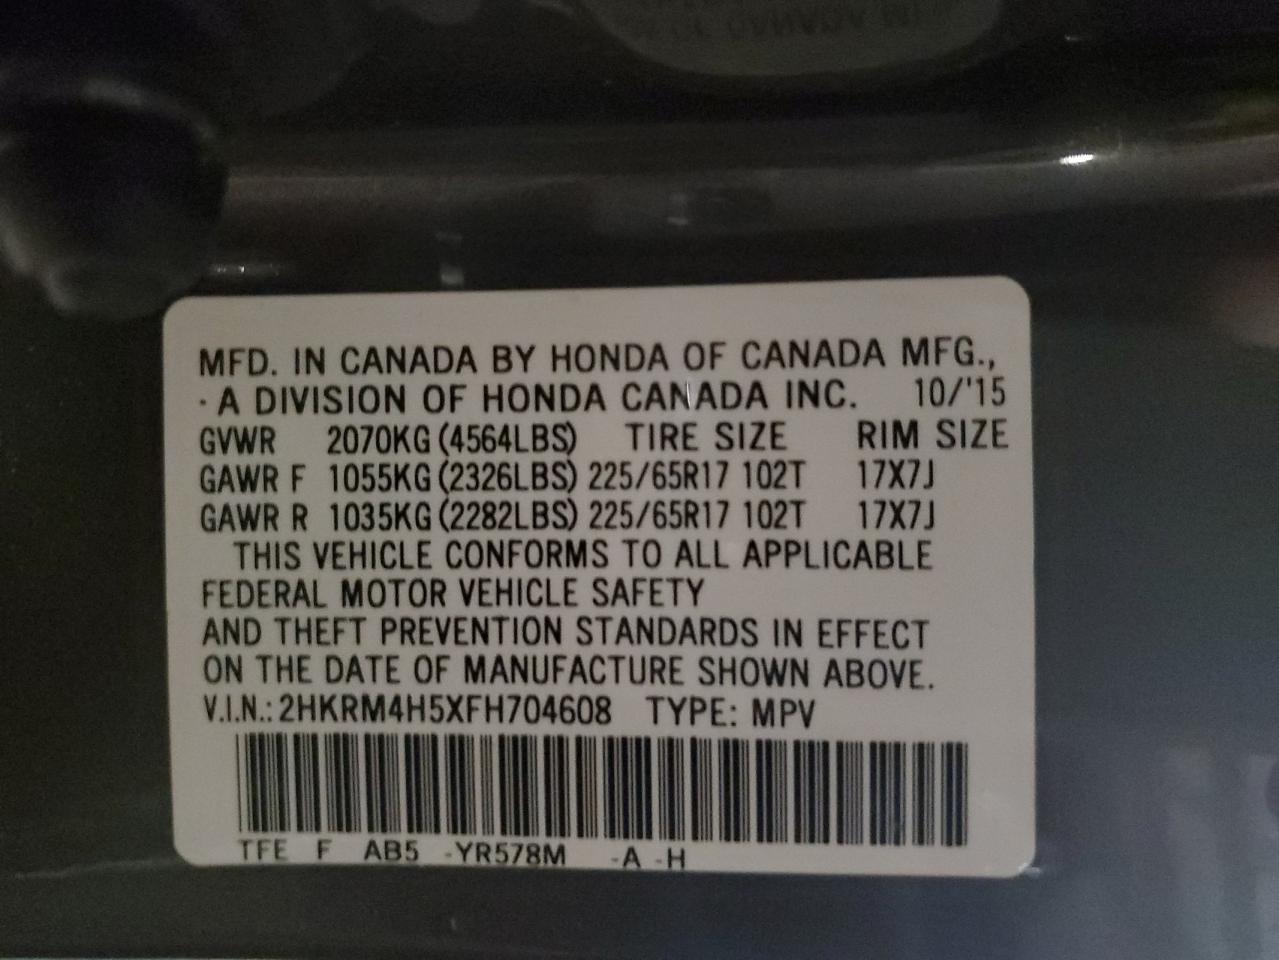 MFD. IN CANADA BY HONDA OF CANADA MFG.,
·A DIVISION OF HONDA CANADA INC. 10/'15
GVWR 2070KG(4564LBS) TIRE SIZE RIM SIZE
GAWR F 1055KG(2326LBS) 225/65R17 102T 17X7J
GAWR R 1035KG(2282LBS) 225/65R17 102T 17X7J
THIS VEHICLE CONFORMS TO ALL APPLICABLE
FEDERAL MOTOR VEHICLE SAFETY
AND THEFT PREVENTION STANDARDS IN EFFECT
ON THE DATE OF MANUFACTURE SHOWN ABOVE.
V.I.N.: 2HKRM4H5XFH704608 TYPE: MPV
TFE F AB5 -YR578M -A -H